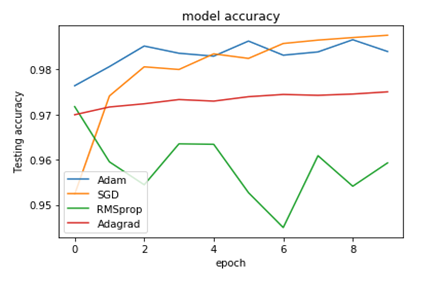 model accuracy
Testing accuracy
0.98
0.97
0.96
0.95
Adam
SGD
RMSprop
Adagrad
0 2 4 6 8
epoch